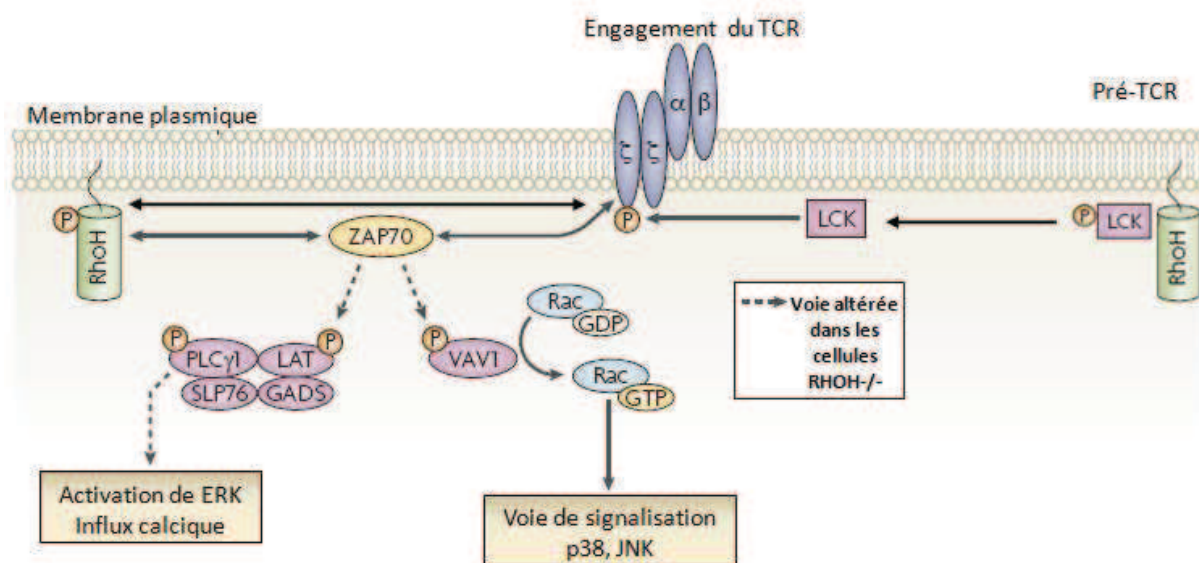 Engagement du TCR
Pré-TCR
Membrane plasmique
α β
ζ ζ
P
RhoH
ZAP70
P
LCK
P
LCK
RhoH
P
PLCγ1
LAT
P
SLP76
GADS
P
VAV1
Rac
GDP
Rac
GTP
Voie altérée
dans les
cellules
RHOH-/-
Activation de ERK
Influx calcique
Voie de signalisation
p38, JNK